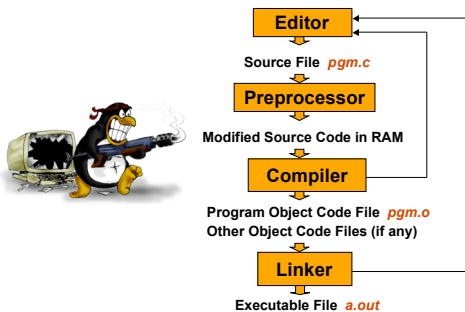 Editor
Source File pgm.c
Preprocessor
Modified Source Code in RAM
Compiler
Program Object Code File pgm.o
Other Object Code Files (if any)
Linker
Executable File a.out